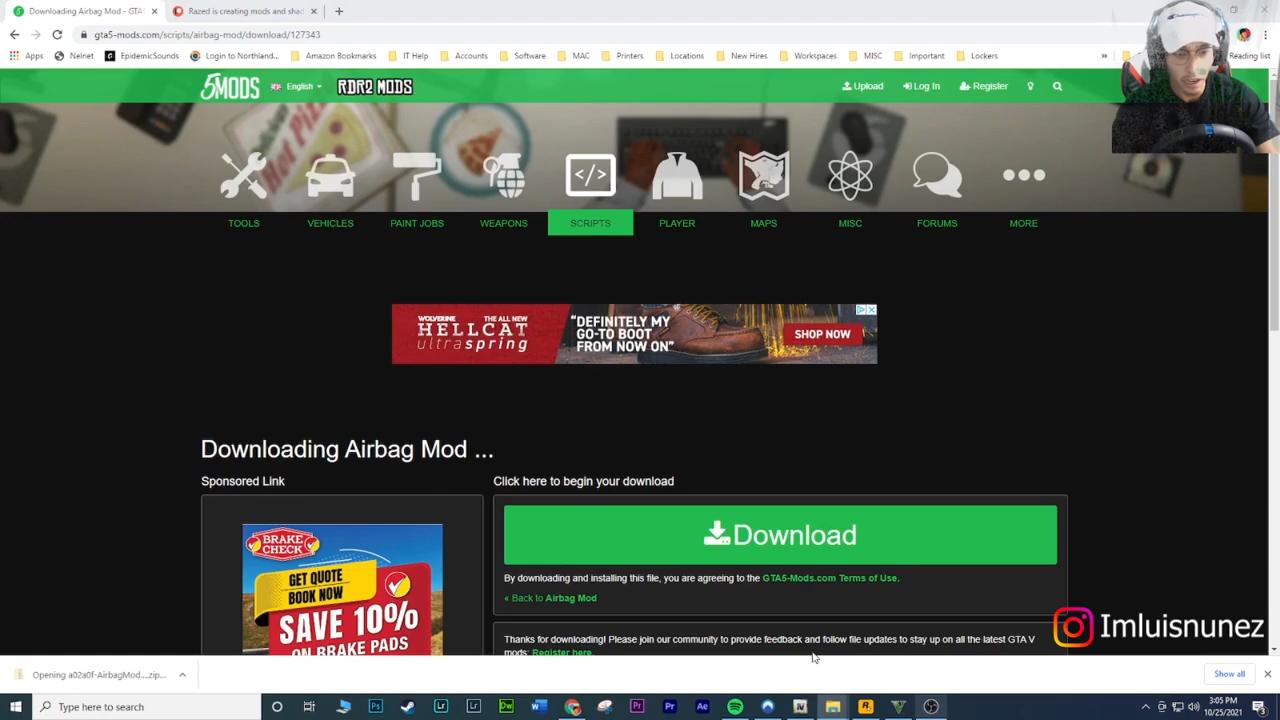 Downloading Airbag Mod - GTA
Razed is creating mods and shad
gta5-mods.com/scripts/airbag-mod/download/127343
Apps
Nelnet
EpidemicSounds
Login to Northland...
Amazon Bookmarks
IT Help
Accounts
Software
MAC
Printers
Locations
New Hires
Workspaces
MISC
Important
Lockers
Reading list
5MODS
English
RDR2 MODS
Upload
Log In
Register
TOOLS
VEHICLES
PAINT JOBS
WEAPONS
SCRIPTS
PLAYER
MAPS
MISC
FORUMS
MORE
WOLVERINE
THE ALL NEW
HELLCAT
ultraspring
"DEFINITELY MY
GO-TO BOOT
FROM NOW ON"
SHOP NOW
Downloading Airbag Mod ...
Sponsored Link
Click here to begin your download
BRAKE
CHECK
GET QUOTE
BOOK NOW
SAVE 10%
ON BRAKE PADS
Download
By downloading and installing this file, you are agreeing to the GTA5-Mods.com Terms of Use.
« Back to Airbag Mod
Thanks for downloading! Please join our community to provide feedback and follow file updates to stay up on all the latest GTA V
mods: Register here.
Imluisnunez
Opening a02a0f-AirbagMod....zip...
Show all
Type here to search
3:05 PM
10/25/2021